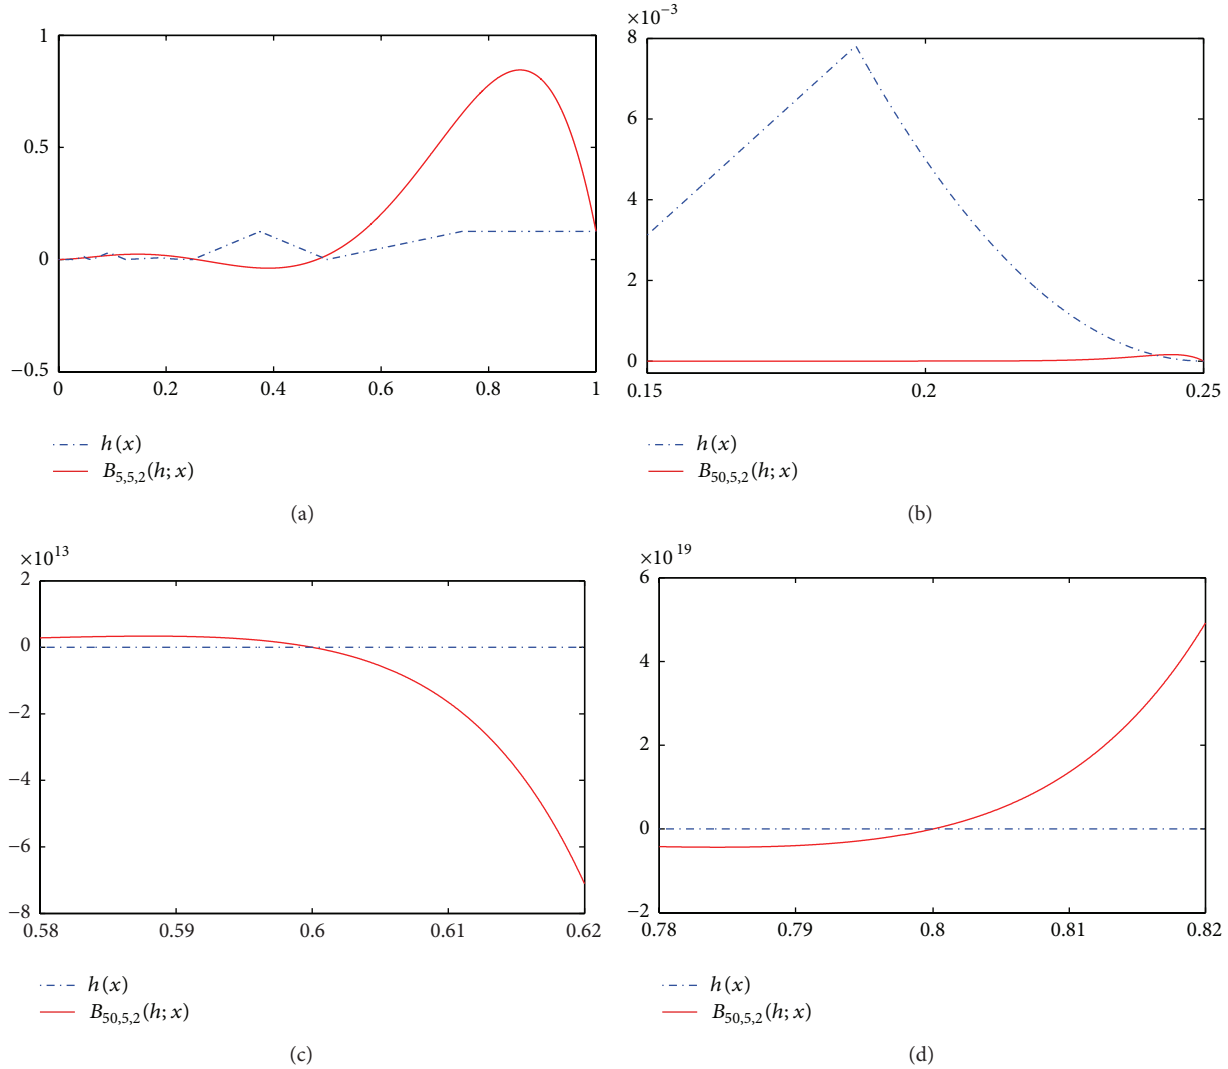 1
0.5
0
−0.5
0 0.2 0.4 0.6 0.8 1
h(x)
B5,5,2(h; x)
(a)
×10−3
8
6
4
2
0
0.15 0.2 0.25
h(x)
B50,5,2(h; x)
(b)
×1013
2
0
−2
−4
−6
−8
0.58 0.59 0.6 0.61 0.62
h(x)
B50,5,2(h; x)
(c)
×10 19
6
4
2
0
−2
0.78 0.79 0.8 0.81 0.82
h(x)
B50,5,2(h; x)
(d)